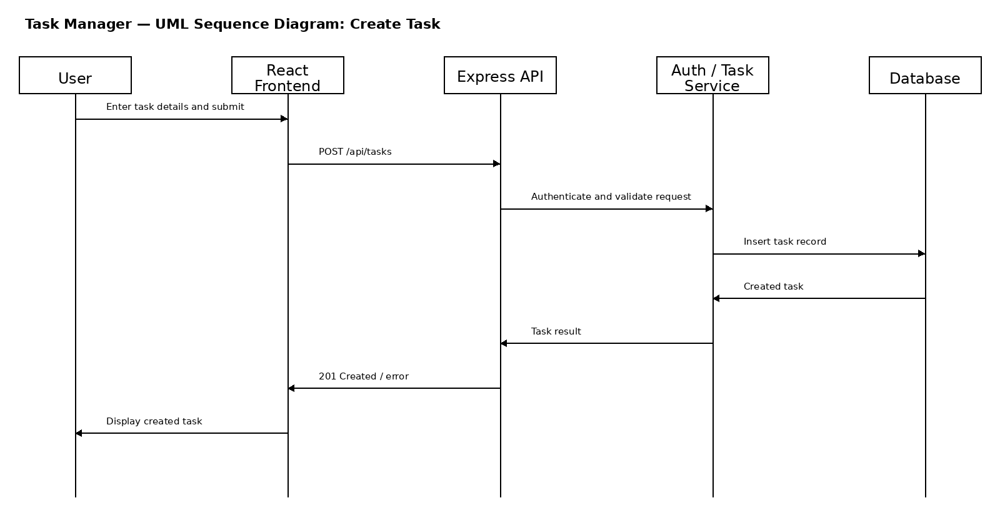 Task Manager — UML Sequence Diagram: Create Task
User
React
Frontend
Express API
Auth / Task
Service
Database
Enter task details and submit
POST /api/tasks
Authenticate and validate request
Insert task record
Created task
Task result
201 Created / error
Display created task